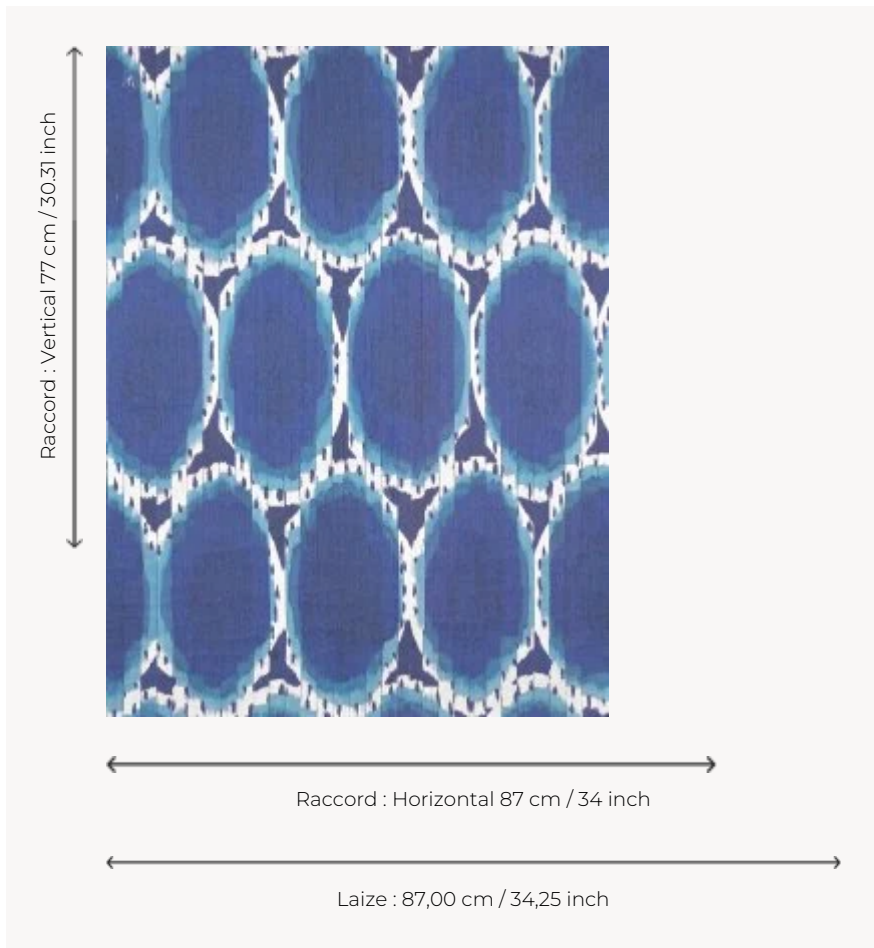 Raccord : Vertical 77 cm / 30.31 inch
Raccord : Horizontal 87 cm / 34 inch
Laize : 87,00 cm / 34,25 inch